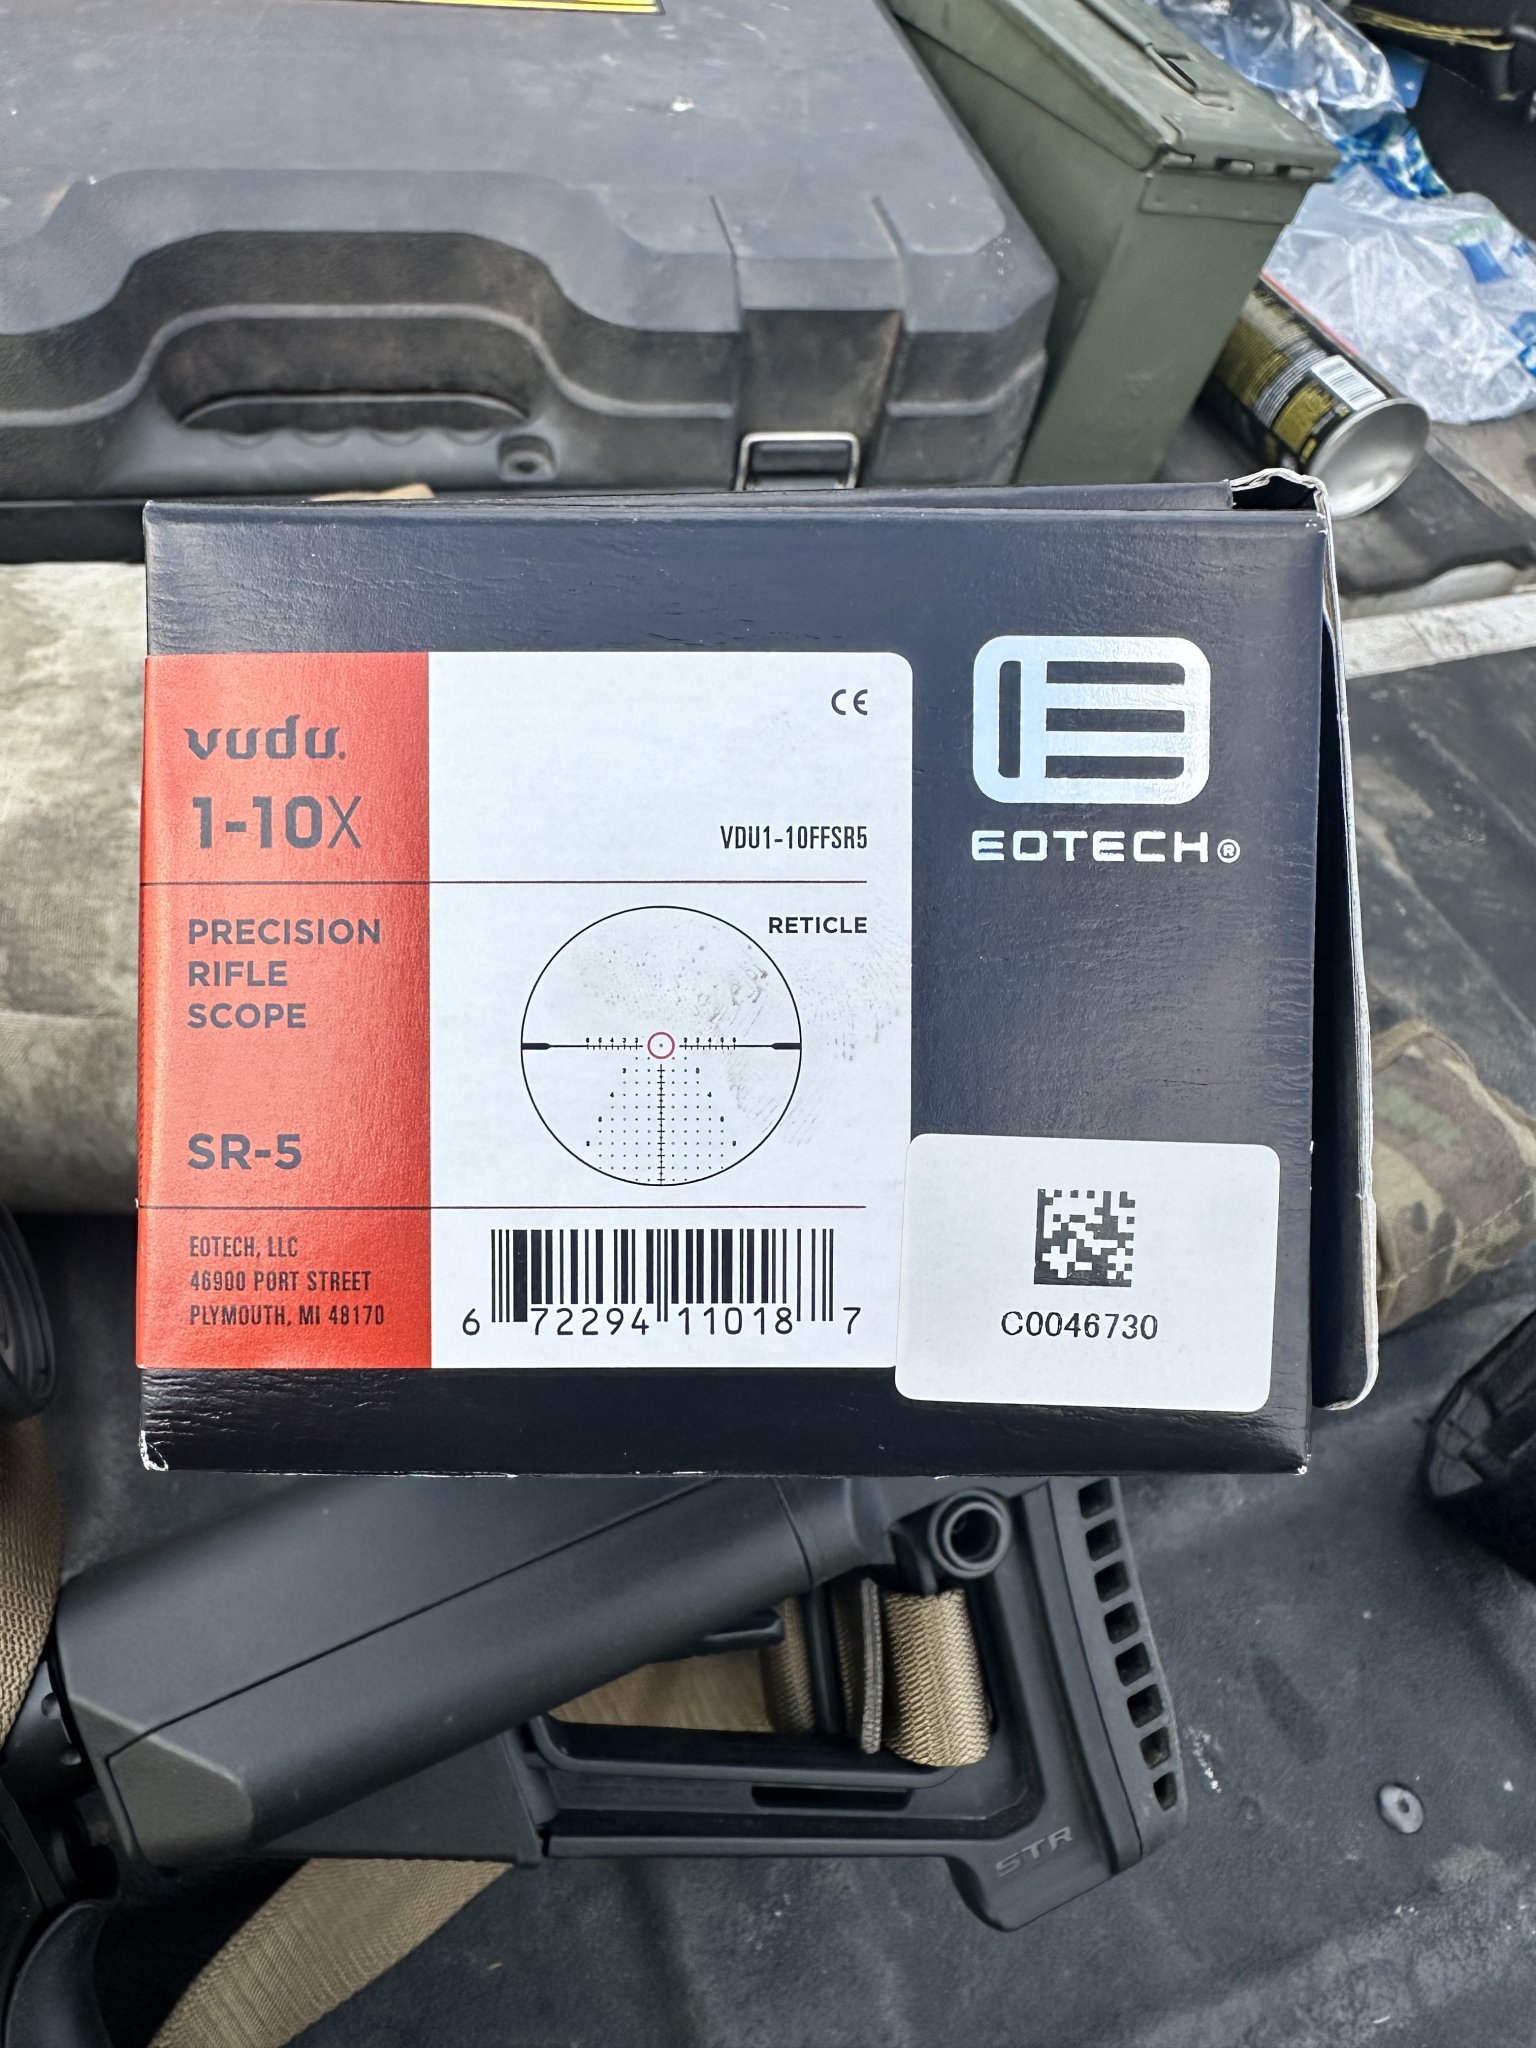 vudu.
1-10X
CE
VDU1-10FFSR5
PRECISION
RIFLE
SCOPE
RETICLE
SR-5
EOTECH, LLC
46900 PORT STREET
PLYMOUTH, MI 48170
6 72294 11018 7
EOTECH®
C0046730
STR